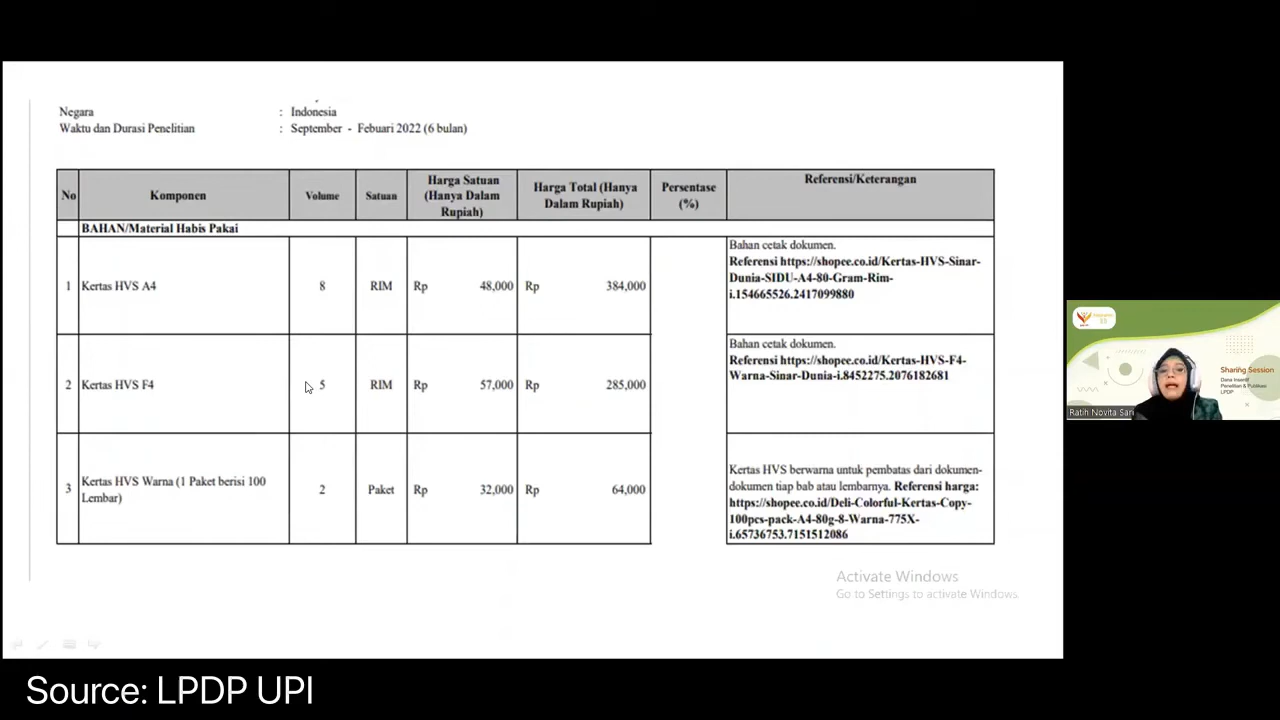 Negara : Indonesia
Waktu dan Durasi Penelitian : September - Febuari 2022 (6 bulan)
No Komponen Volume Satuan Harga Satuan (Hanya Dalam Rupiah) Harga Total (Hanya Dalam Rupiah) Persentase (%) Referensi/Keterangan
BAHAN/Material Habis Pakai
1 Kertas HVS A4 8 RIM Rp 48,000 Rp 384,000
Bahan cetak dokumen.
Referensi https://shopee.co.id/Kertas-HVS-Sinar-
Dunia-SIDU-A4-80-Gram-Rim-
i.154665526.2417099880
2 Kertas HVS F4 5 RIM Rp 57,000 Rp 285,000
Bahan cetak dokumen.
Referensi https://shopee.co.id/Kertas-HVS-F4-
Warna-Sinar-Dunia-i.8452275.2076182681
3 Kertas HVS Warna (1 Paket berisi 100
Lembar) 2 Paket Rp 32,000 Rp 64,000
Kertas HVS berwarna untuk pembatas dari dokumen-
dokumen tiap bab atau lembarnya. Referensi harga:
https://shopee.co.id/Deli-Colorful-Kertas-Copy-
100pcs-pack-A4-80g-8-Warna-775X-
i.65736753.7151512086
Activate Windows
Go to Settings to activate Windows.
Sharing Session
Dana Insentif
Penelitian & Publikasi
LPDP
Ratih Novita Sari
Source: LPDP UPI